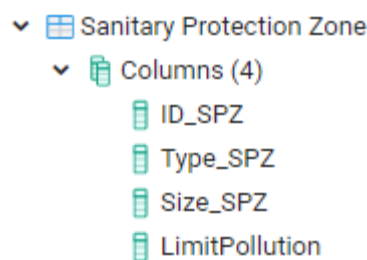 Sanitary Protection Zone
Columns (4)
ID_SPZ
Type_SPZ
Size_SPZ
LimitPollution